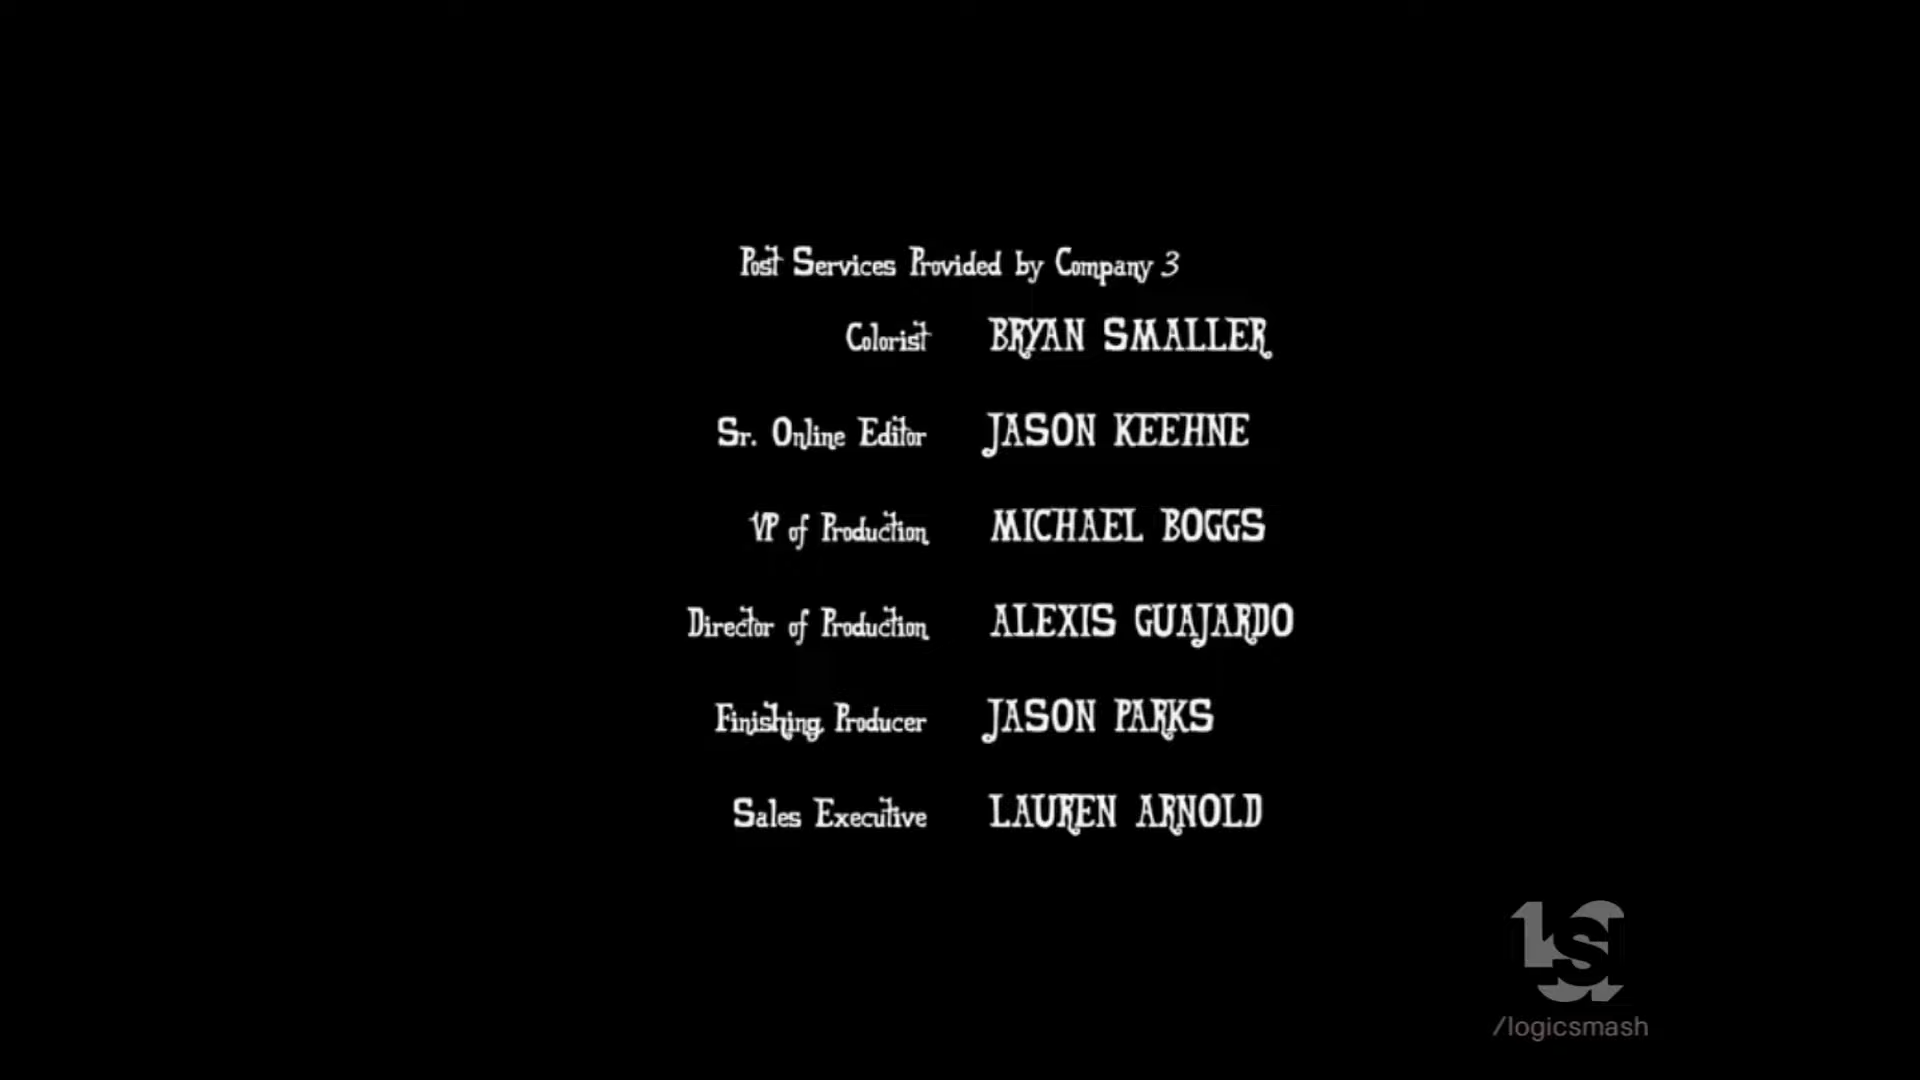 Post Services Provided by Company 3
Colorist BRYAN SMALLER
Sr. Online Editor JASON KEEHNE
VP of Production MICHAEL BOGGS
Director of Production ALEXIS GUAJARDO
Finishing Producer JASON PARKS
Sales Executive LAUREN ARNOLD
/logicsmash